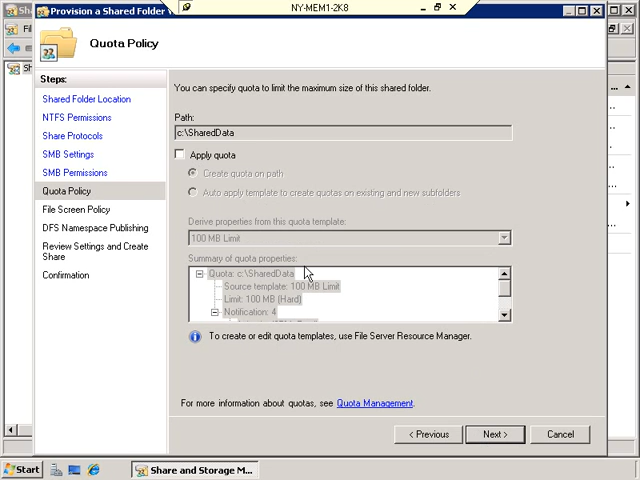 NY-MEM1-2K8
Provision a Shared Folder
Quota Policy
Steps:
Shared Folder Location
NTFS Permissions
Share Protocols
SMB Settings
SMB Permissions
Quota Policy
File Screen Policy
DFS Namespace Publishing
Review Settings and Create
Share
Confirmation
You can specify quota to limit the maximum size of this shared folder.
Path:
c:\SharedData
Apply quota
Create quota on path
Auto apply template to create quotas on existing and new subfolders
Derive properties from this quota template:
100 MB Limit
Summary of quota properties:
Quota: c:\SharedData
Source template: 100 MB Limit
Limit: 100 MB (Hard)
Notification: 4
To create or edit quota templates, use File Server Resource Manager.
For more information about quotas, see Quota Management.
< Previous
Next >
Cancel
Start
Share and Storage M...